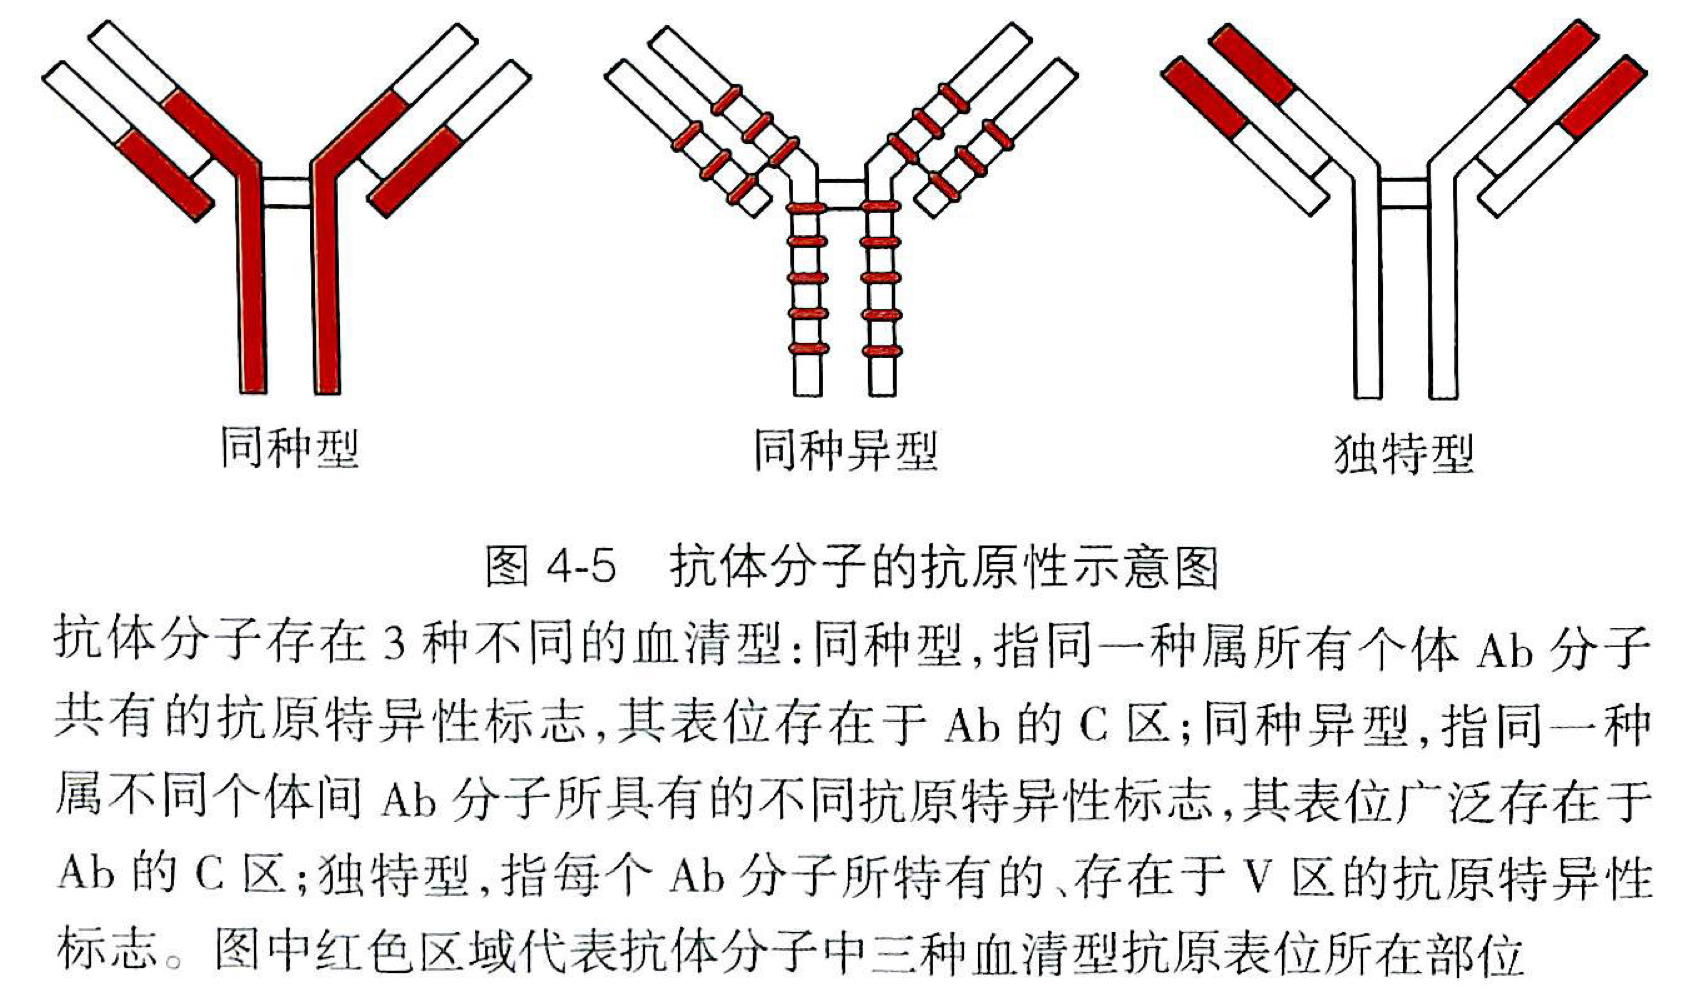 同种型
同种异型
独特型
图 4-5 抗体分子的抗原性示意图
抗体分子存在 3 种不同的血清型:同种型,指同一种属所有个体 Ab 分子
共有的抗原特异性标志,其表位存在于 Ab 的 C 区;同种异型,指同一种
属不同个体间 Ab 分子所具有的不同抗原特异性标志,其表位广泛存在于
Ab 的 C 区;独特型,指每个 Ab 分子所特有的、存在于 V 区的抗原特异性
标志。图中红色区域代表抗体分子中三种血清型抗原表位所在部位